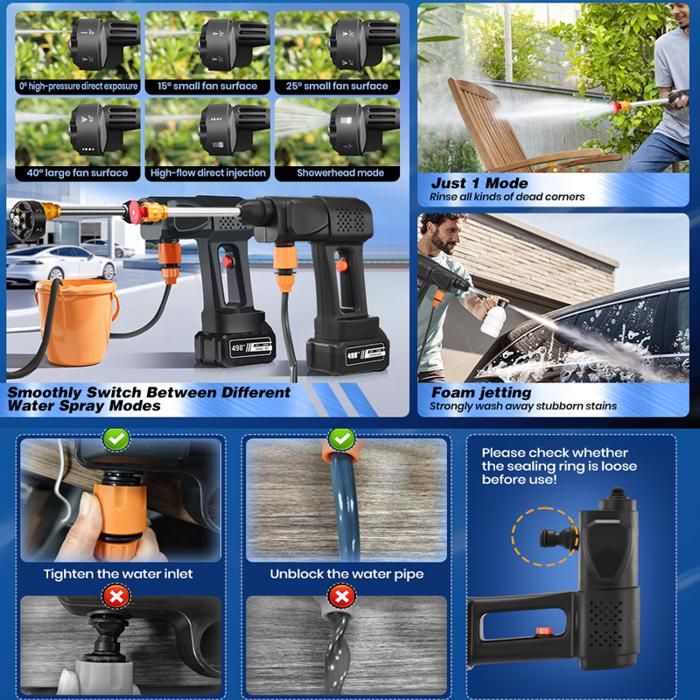 0° high-pressure direct exposure
15° small fan surface
25° small fan surface
40° large fan surface
High-flow direct injection
Showerhead mode
498
498
Smoothly Switch Between Different
Water Spray Modes
Just 1 Mode
Rinse all kinds of dead corners
Foam jetting
Strongly wash away stubborn stains
Tighten the water inlet
Unblock the water pipe
Please check whether
the sealing ring is loose
before use!